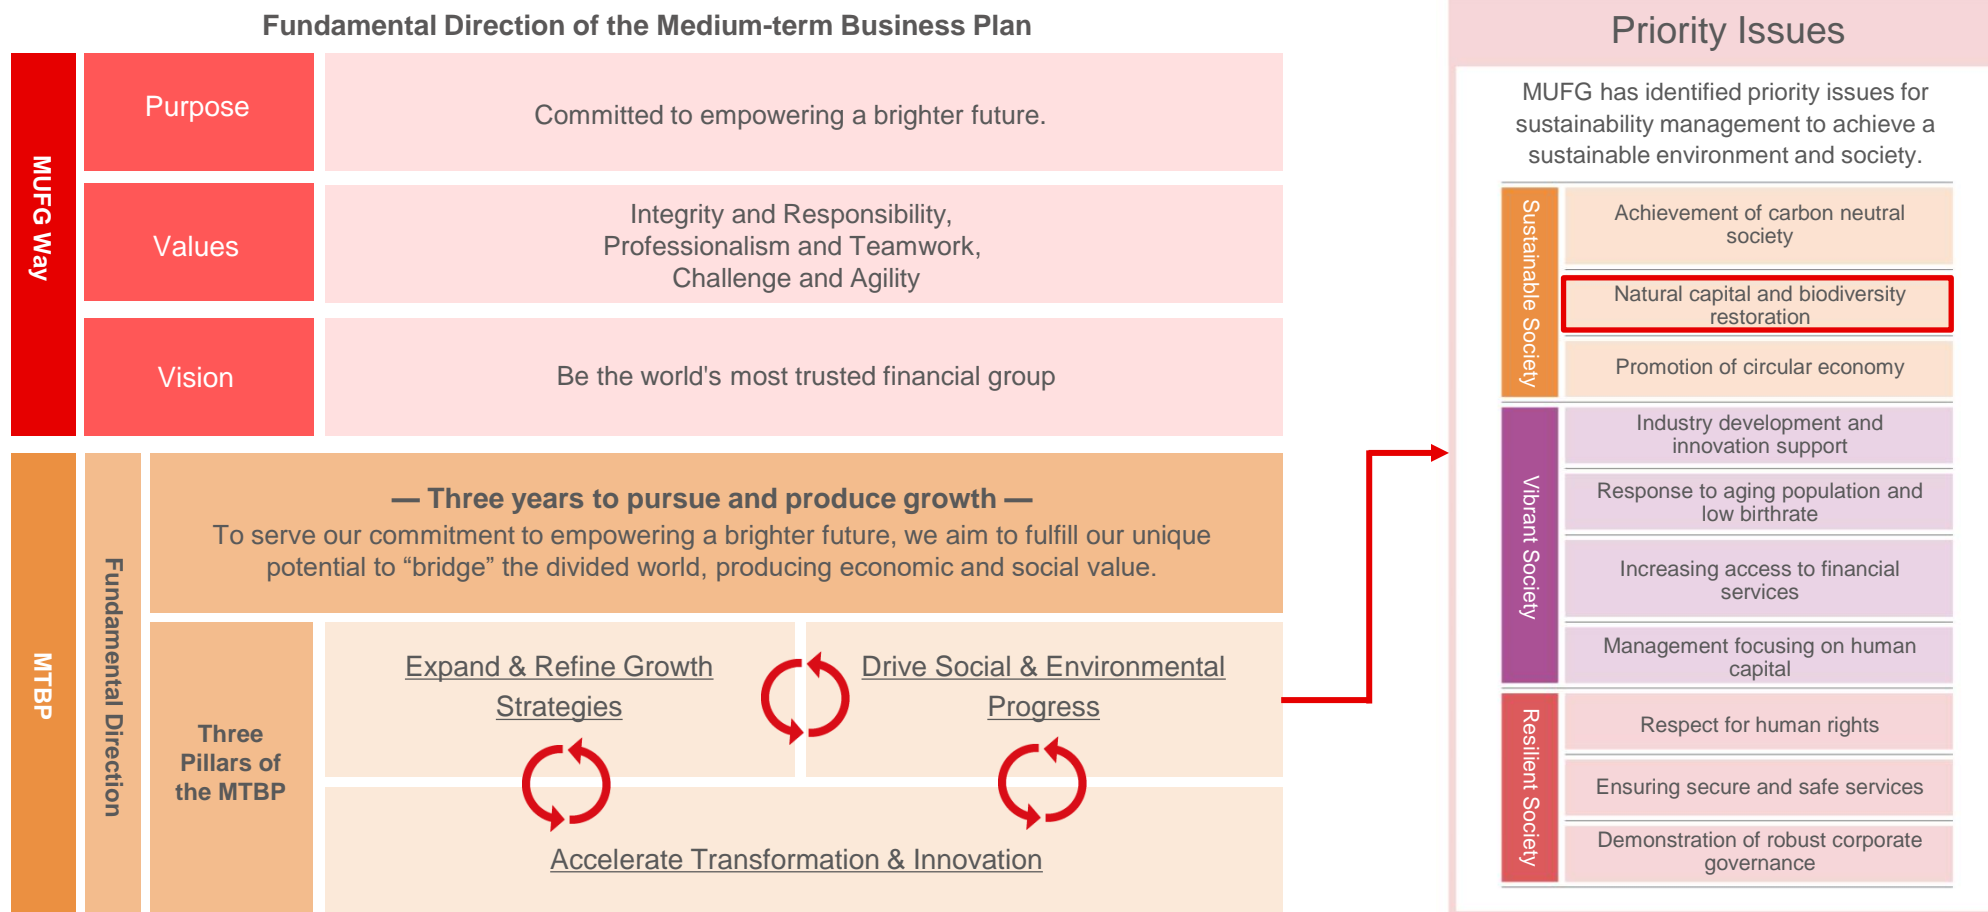 Fundamental Direction of the Medium-term Business Plan
MUFG Way
Purpose
Committed to empowering a brighter future.
Values
Integrity and Responsibility,
Professionalism and Teamwork,
Challenge and Agility
Vision
Be the world's most trusted financial group
MTBP
Fundamental Direction
— Three years to pursue and produce growth —
To serve our commitment to empowering a brighter future, we aim to fulfill our unique
potential to “bridge” the divided world, producing economic and social value.
Three
Pillars of
the MTBP
Expand & Refine Growth
Strategies
Drive Social & Environmental
Progress
Accelerate Transformation & Innovation
Priority Issues
MUFG has identified priority issues for
sustainability management to achieve a
sustainable environment and society.
Sustainable Society
Achievement of carbon neutral
society
Natural capital and biodiversity
restoration
Promotion of circular economy
Vibrant Society
Industry development and
innovation support
Response to aging population and
low birthrate
Increasing access to financial
services
Management focusing on human
capital
Resilient Society
Respect for human rights
Ensuring secure and safe services
Demonstration of robust corporate
governance